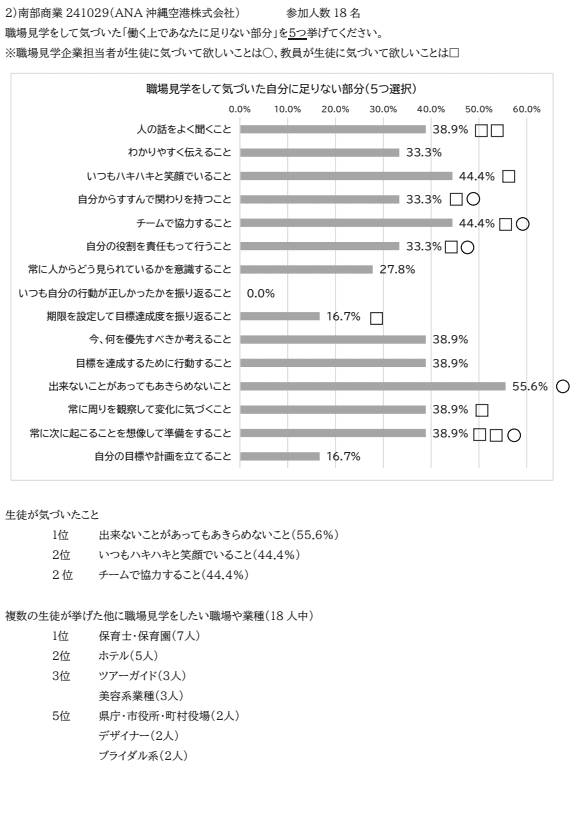 2)南部商業 241029(ANA 沖縄空港株式会社) 参加人数 18 名
職場見学をして気づいた「働く上であなたに足りない部分」を5つ挙げてください。
※職場見学企業担当者が生徒に気づいて欲しいことは○、教員が生徒に気づいて欲しいことは□
職場見学をして気づいた自分に足りない部分(5つ選択)
0.0% 10.0% 20.0% 30.0% 40.0% 50.0% 60.0%
人の話をよく聞くこと 38.9% □□
わかりやすく伝えること 33.3%
いつもハキハキと笑顔でいること 44.4% □
自分からすすんで関わりを持つこと 33.3% □○
チームで協力すること 44.4% □○
自分の役割を責任もって行うこと 33.3% □○
常に人からどう見られているかを意識すること 27.8%
いつも自分の行動が正しかったかを振り返ること 0.0%
期限を設定して目標達成度を振り返ること 16.7% □
今、何を優先すべきか考えること 38.9%
目標を達成するために行動すること 38.9%
出来ないことがあってもあきらめないこと 55.6% ○
常に周りを観察して変化に気づくこと 38.9% □
常に次に起こることを想像して準備をすること 38.9% □□○
自分の目標や計画を立てること 16.7%
生徒が気づいたこと
1位 出来ないことがあってもあきらめないこと(55.6%)
2位 いつもハキハキと笑顔でいること(44.4%)
2 位 チームで協力すること(44.4%)
複数の生徒が挙げた他に職場見学をしたい職場や業種(18 人中)
1位 保育士・保育園(7人)
2位 ホテル(5人)
3位 ツアーガイド(3人)
美容系業種(3人)
5位 県庁・市役所・町村役場(2人)
デザイナー(2人)
ブライダル系(2人)